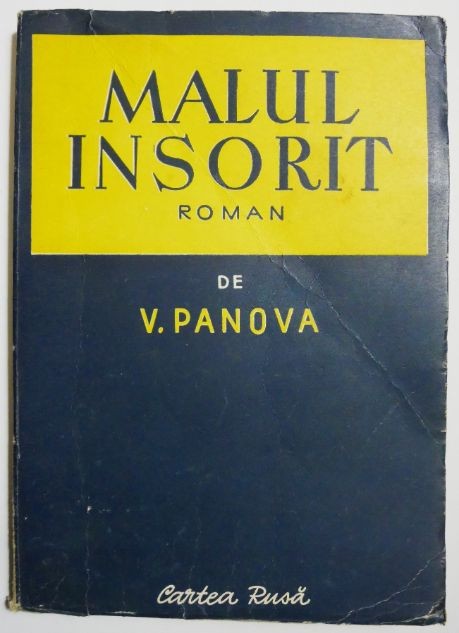 MALUL
INSORIT
ROMAN
DE
V. PANOVA
Cartea Rusă